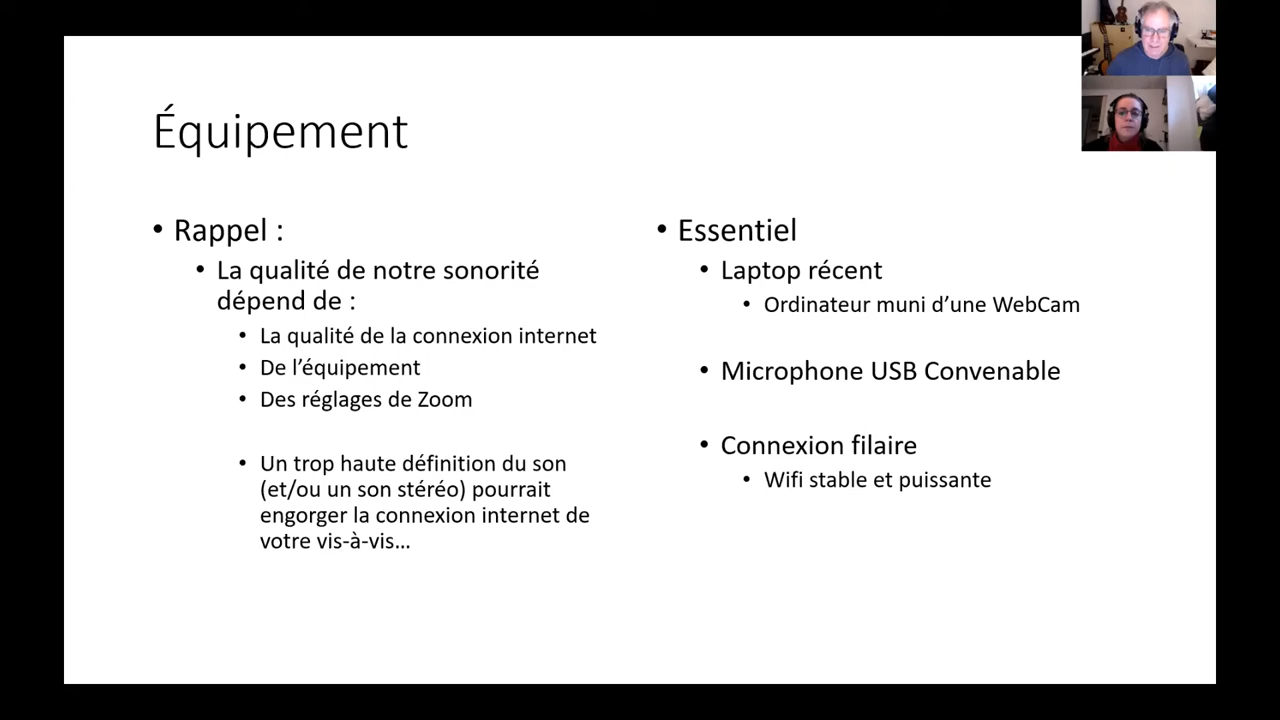 Équipement
• Rappel :
• La qualité de notre sonorité
dépend de :
• La qualité de la connexion internet
• De l’équipement
• Des réglages de Zoom
• Un trop haute définition du son
(et/ou un son stéréo) pourrait
engorger la connexion internet de
votre vis-à-vis…
• Essentiel
• Laptop récent
• Ordinateur muni d’une WebCam
• Microphone USB Convenable
• Connexion filaire
• Wifi stable et puissante